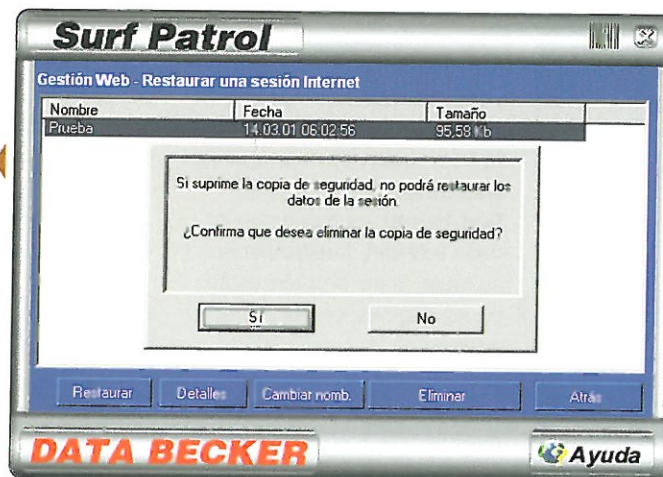 Surf Patrol
Gestión Web - Restaurar una sesión Internet
Nombre Fecha Tamaño
Prueba 14.03.01 06:02:56 95,58 Kb
Si suprime la copia de seguridad, no podrá restaurar los
datos de la sesión.
¿Confirma que desea eliminar la copia de seguridad?
Sí No
Restaurar Detalles Cambiar nomb. Eliminar Atrás
DATA BECKER Ayuda